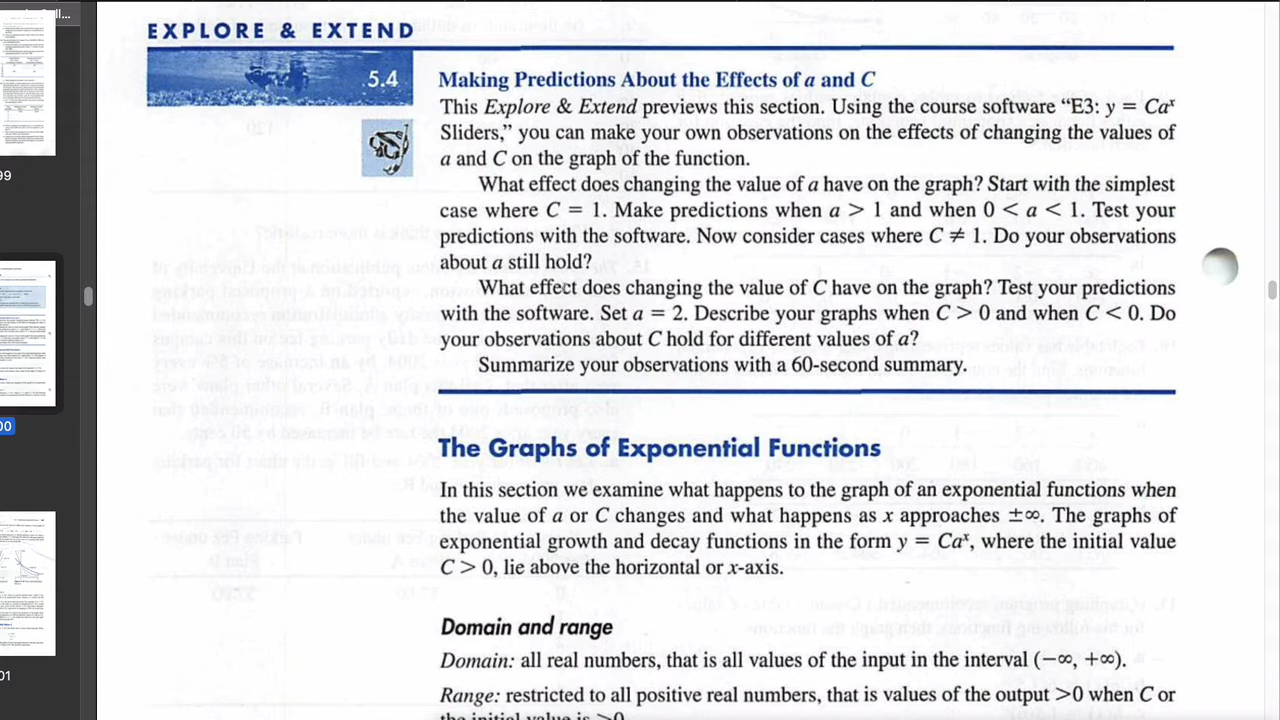 EXPLORE & EXTEND
5.4
Making Predictions About the Effects of a and C
This Explore & Extend previews this section. Using the course software “E3: y = Caˣ
Sliders,” you can make your own observations on the effects of changing the values of
a and C on the graph of the function.
What effect does changing the value of a have on the graph? Start with the simplest
case where C = 1. Make predictions when a > 1 and when 0 < a < 1. Test your
predictions with the software. Now consider cases where C ≠ 1. Do your observations
about a still hold?
What effect does changing the value of C have on the graph? Test your predictions
with the software. Set a = 2. Describe your graphs when C > 0 and when C < 0. Do
your observations about C hold for different values of a?
Summarize your observations with a 60-second summary.
The Graphs of Exponential Functions
In this section we examine what happens to the graph of an exponential functions when
the value of a or C changes and what happens as x approaches ±∞. The graphs of
exponential growth and decay functions in the form y = Caˣ, where the initial value
C > 0, lie above the horizontal or x-axis.
Domain and range
Domain: all real numbers, that is all values of the input in the interval (−∞, +∞).
Range: restricted to all positive real numbers, that is values of the output >0 when C or
the initial value is >0
99
00
01